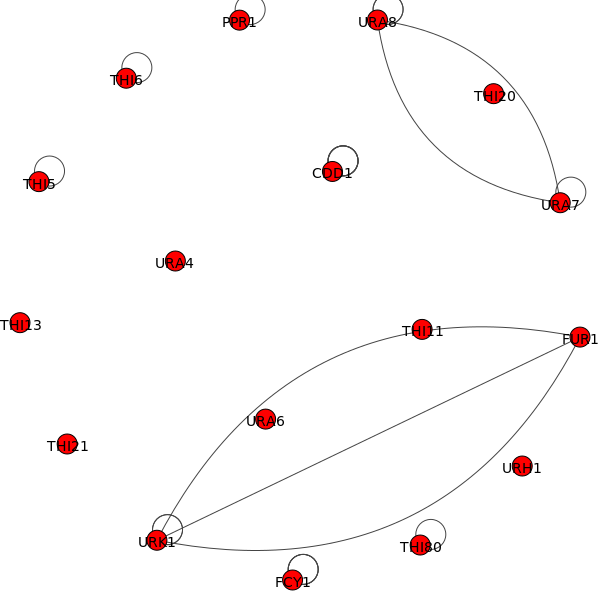 PPR1
URA8
THI6
THI20
CDD1
THI5
URA7
URA4
THI13
THI11
FUR1
URA6
THI21
URH1
URK1
THI80
FCY1